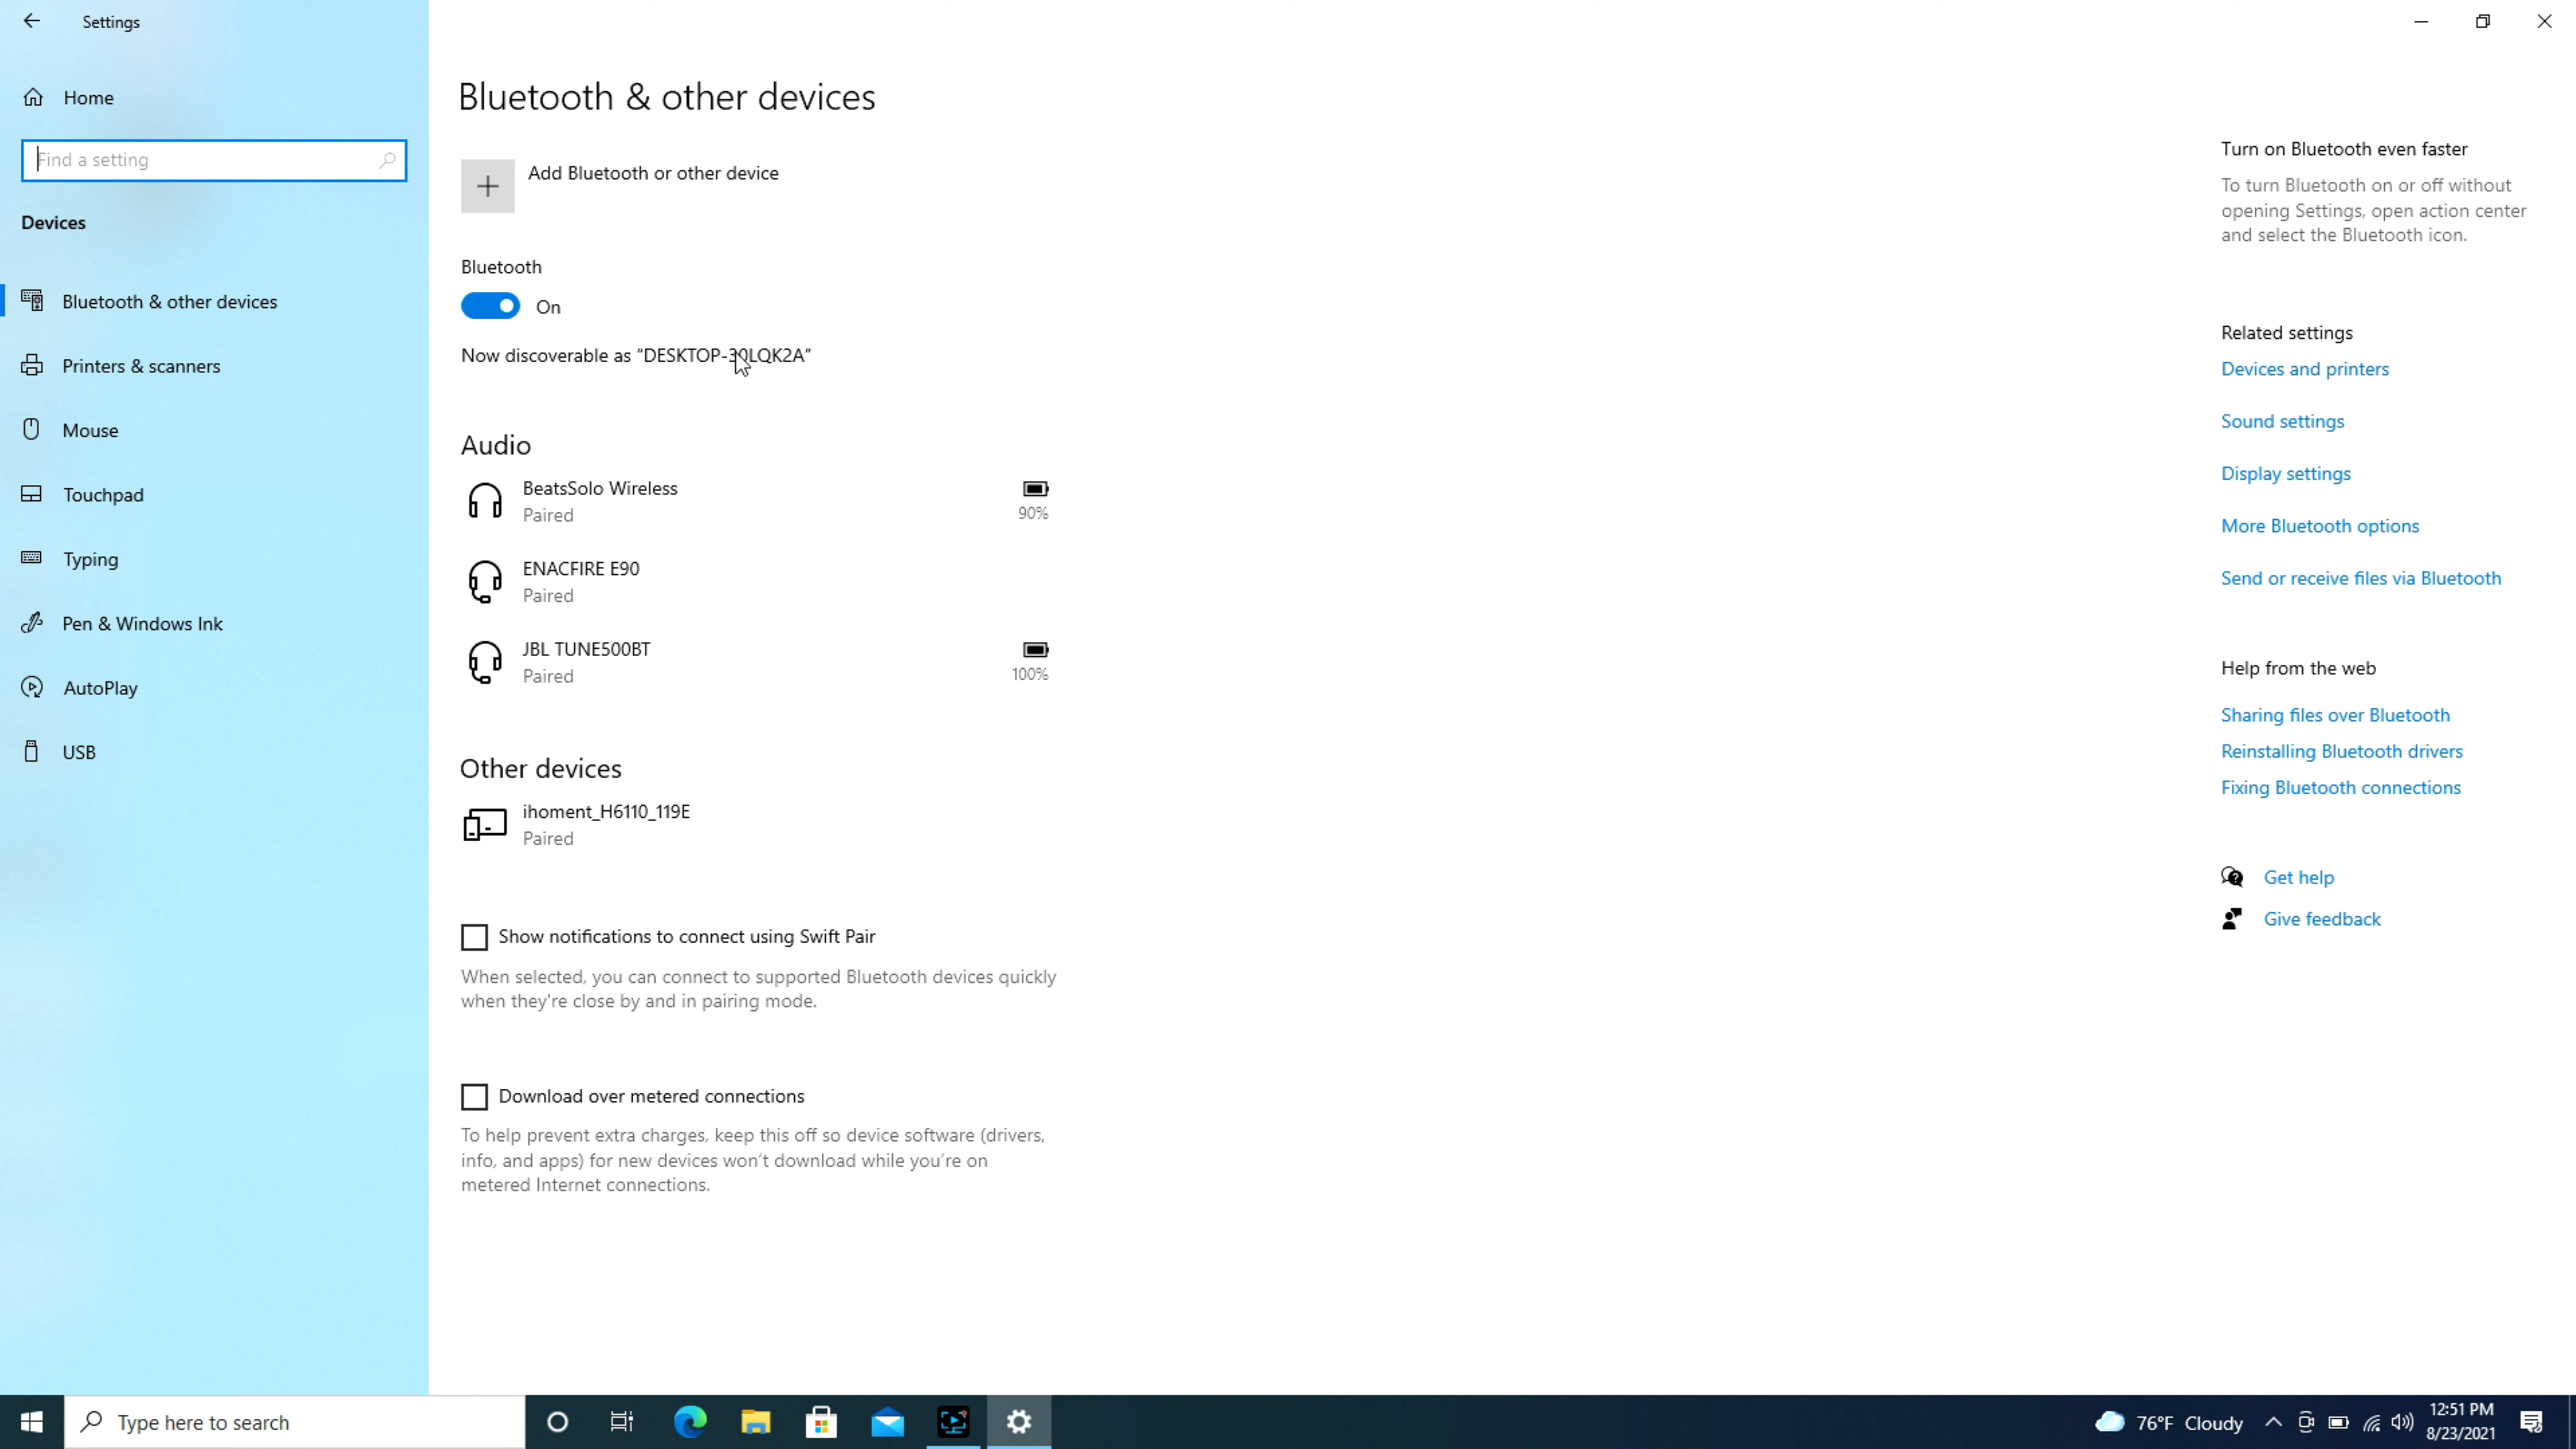 Settings
Home
Find a setting
Devices
Bluetooth & other devices
Printers & scanners
Mouse
Touchpad
Typing
Pen & Windows Ink
AutoPlay
USB
Bluetooth & other devices
Add Bluetooth or other device
Bluetooth
On
Now discoverable as "DESKTOP-30LQK2A"
Audio
BeatsSolo Wireless
Paired
90%
ENACFIRE E90
Paired
JBL TUNE500BT
Paired
100%
Other devices
ihoment_H6110_119E
Paired
Show notifications to connect using Swift Pair
When selected, you can connect to supported Bluetooth devices quickly
when they're close by and in pairing mode.
Download over metered connections
To help prevent extra charges, keep this off so device software (drivers,
info, and apps) for new devices won't download while you're on
metered Internet connections.
Turn on Bluetooth even faster
To turn Bluetooth on or off without
opening Settings, open action center
and select the Bluetooth icon.
Related settings
Devices and printers
Sound settings
Display settings
More Bluetooth options
Send or receive files via Bluetooth
Help from the web
Sharing files over Bluetooth
Reinstalling Bluetooth drivers
Fixing Bluetooth connections
Get help
Give feedback
Type here to search
76°F Cloudy
12:51 PM
8/23/2021